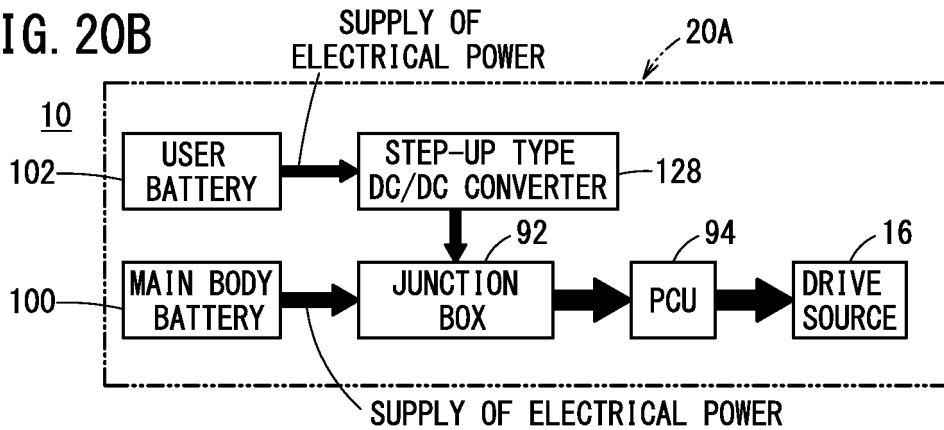 IG. 20B
SUPPLY OF
ELECTRICAL POWER
20A
10
USER
BATTERY
102
STEP-UP TYPE
DC/DC CONVERTER
128
92
94
16
MAIN BODY
BATTERY
100
JUNCTION
BOX
PCU
DRIVE
SOURCE
SUPPLY OF ELECTRICAL POWER